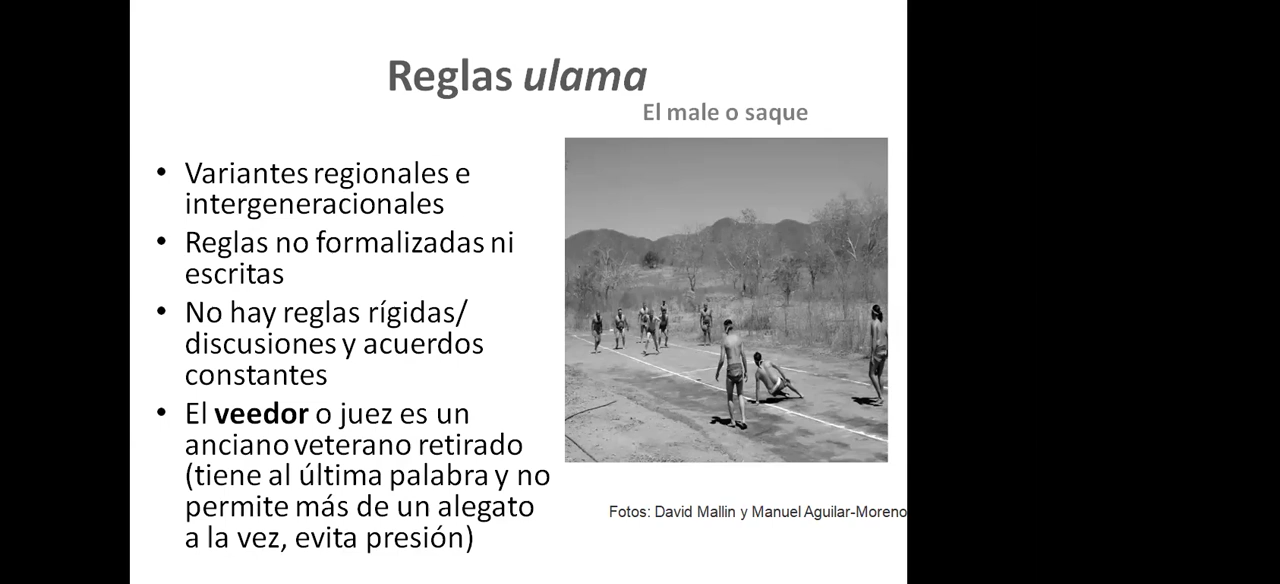 Reglas ulama
El male o saque
• Variantes regionales e
intergeneracionales
• Reglas no formalizadas ni
escritas
• No hay reglas rígidas/
discusiones y acuerdos
constantes
• El veedor o juez es un
anciano veterano retirado
(tiene al última palabra y no
permite más de un alegato
a la vez, evita presión)
Fotos: David Mallin y Manuel Aguilar-Moreno